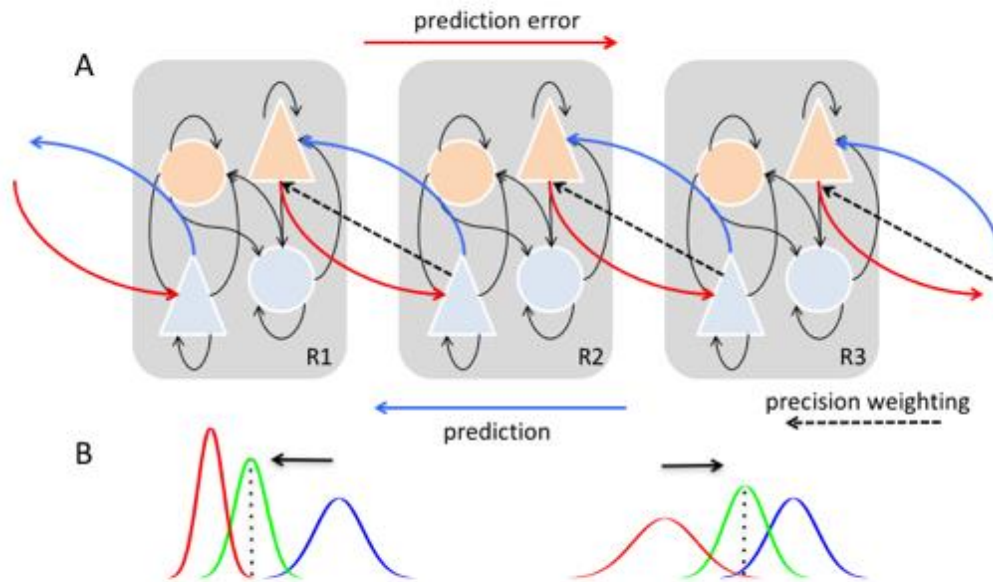 prediction error
A
R1
R2
R3
prediction
precision weighting
B